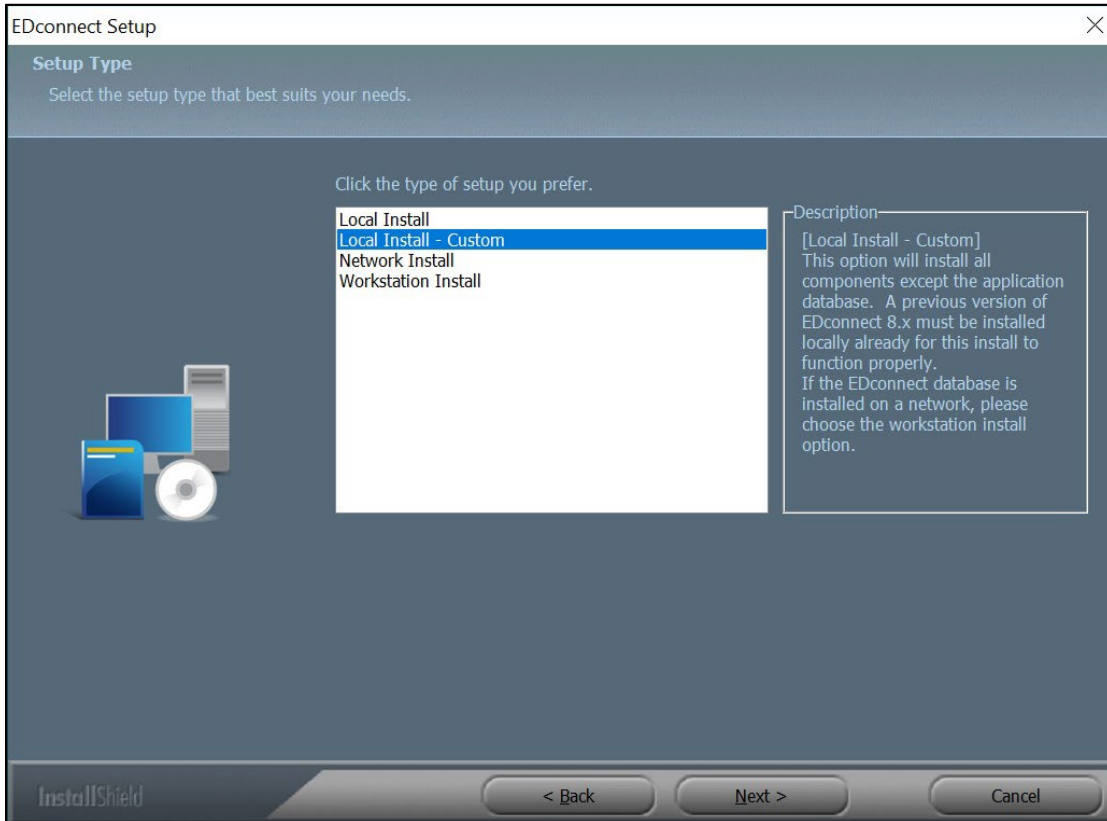 EDconnect Setup
Setup Type
Select the setup type that best suits your needs.
Click the type of setup you prefer.
Local Install
Local Install - Custom
Network Install
Workstation Install
Description
[Local Install - Custom]
This option will install all
components except the application
database.  A previous version of
EDconnect 8.x must be installed
locally already for this install to
function properly.
If the EDconnect database is
installed on a network, please
choose the workstation install
option.
InstallShield
< Back
Next >
Cancel